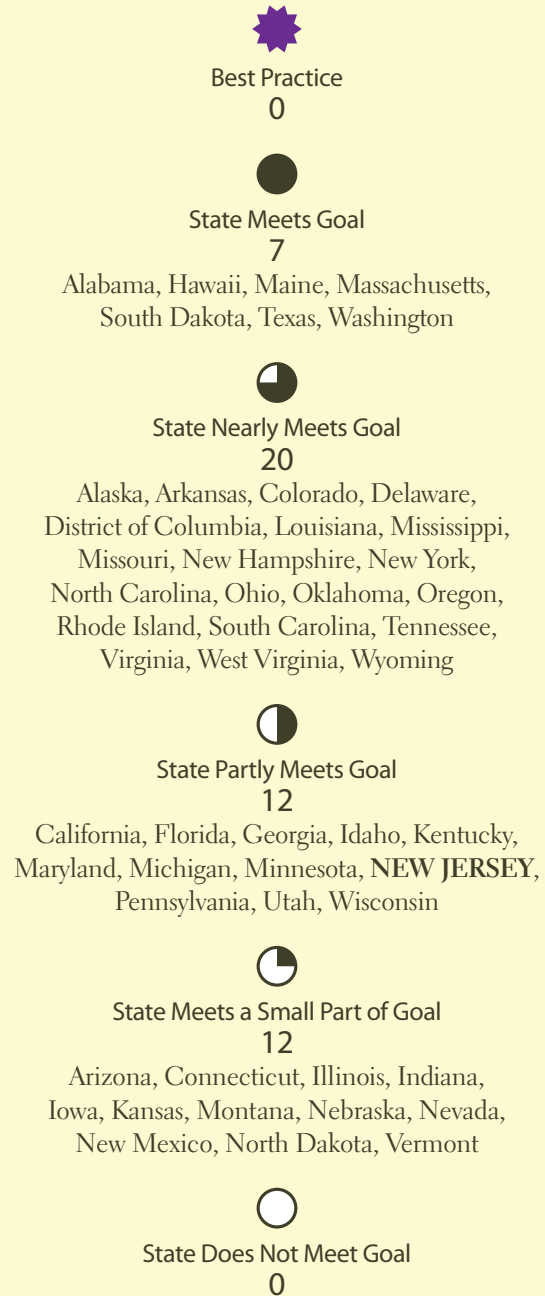 Best Practice
0
State Meets Goal
7
Alabama, Hawaii, Maine, Massachusetts,
South Dakota, Texas, Washington
State Nearly Meets Goal
20
Alaska, Arkansas, Colorado, Delaware,
District of Columbia, Louisiana, Mississippi,
Missouri, New Hampshire, New York,
North Carolina, Ohio, Oklahoma, Oregon,
Rhode Island, South Carolina, Tennessee,
Virginia, West Virginia, Wyoming
State Partly Meets Goal
12
California, Florida, Georgia, Idaho, Kentucky,
Maryland, Michigan, Minnesota, NEW JERSEY,
Pennsylvania, Utah, Wisconsin
State Meets a Small Part of Goal
12
Arizona, Connecticut, Illinois, Indiana,
Iowa, Kansas, Montana, Nebraska, Nevada,
New Mexico, North Dakota, Vermont
State Does Not Meet Goal
0